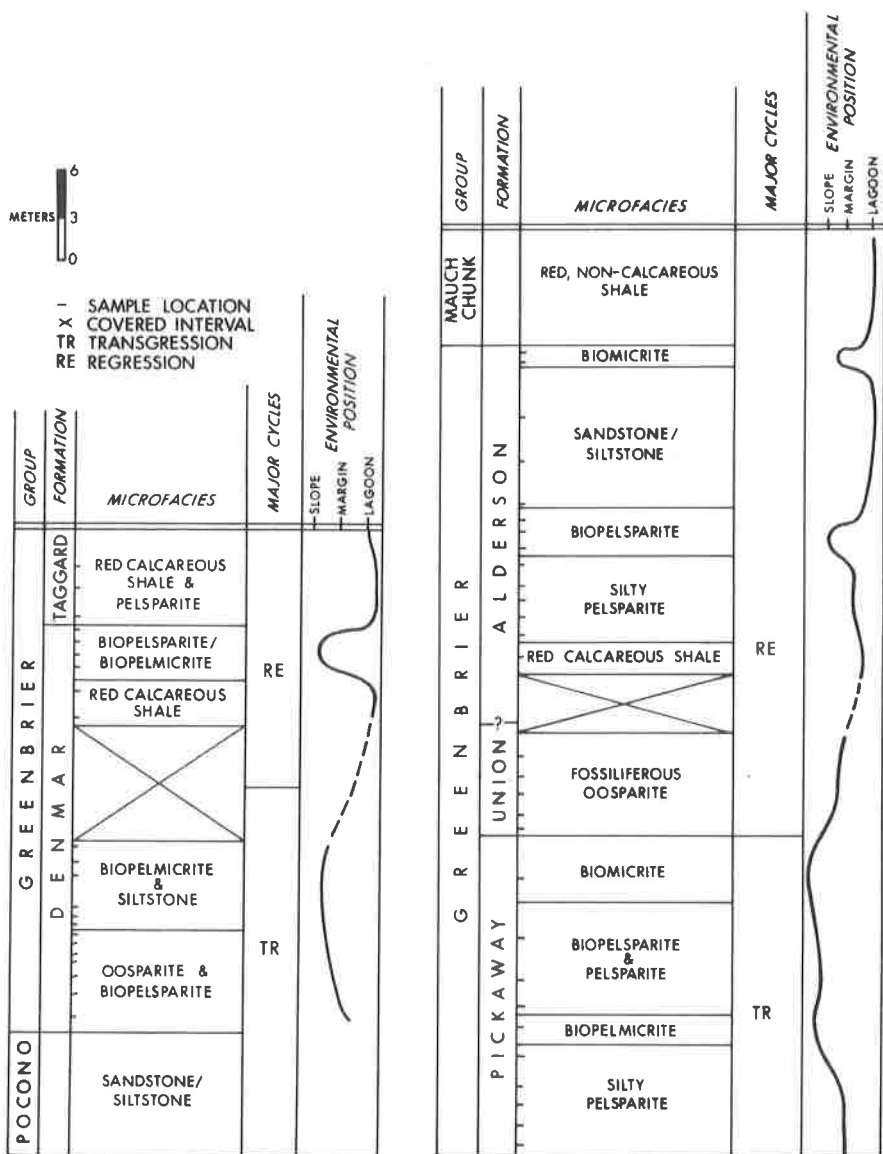 METERS
6
3
0
– SAMPLE LOCATION
X COVERED INTERVAL
TR TRANSGRESSION
RE REGRESSION
GROUP
FORMATION
MICROFACIES
MAJOR CYCLES
ENVIRONMENTAL
POSITION
SLOPE
MARGIN
LAGOON
GREENBRIER
POCONO
TAGGARD
DENMAR
RED CALCAREOUS
SHALE &
PELSPARITE
BIOPELSPARITE/
BIOPELMICRITE
RED CALCAREOUS
SHALE
BIOPELMICRITE
&
SILTSTONE
OOSPARITE &
BIOPELSPARITE
SANDSTONE/
SILTSTONE
RE
TR
GROUP
FORMATION
MICROFACIES
MAJOR CYCLES
ENVIRONMENTAL
POSITION
SLOPE
MARGIN
LAGOON
MAUCH
CHUNK
GREENBRIER
ALDERSON
?
UNION
PICKAWAY
RED, NON-CALCAREOUS
SHALE
BIOMICRITE
SANDSTONE/
SILTSTONE
BIOPELSPARITE
SILTY
PELSPARITE
RED CALCAREOUS SHALE
FOSSILIFEROUS
OOSPARITE
BIOMICRITE
BIOPELSPARITE
&
PELSPARITE
BIOPELMICRITE
SILTY
PELSPARITE
RE
TR